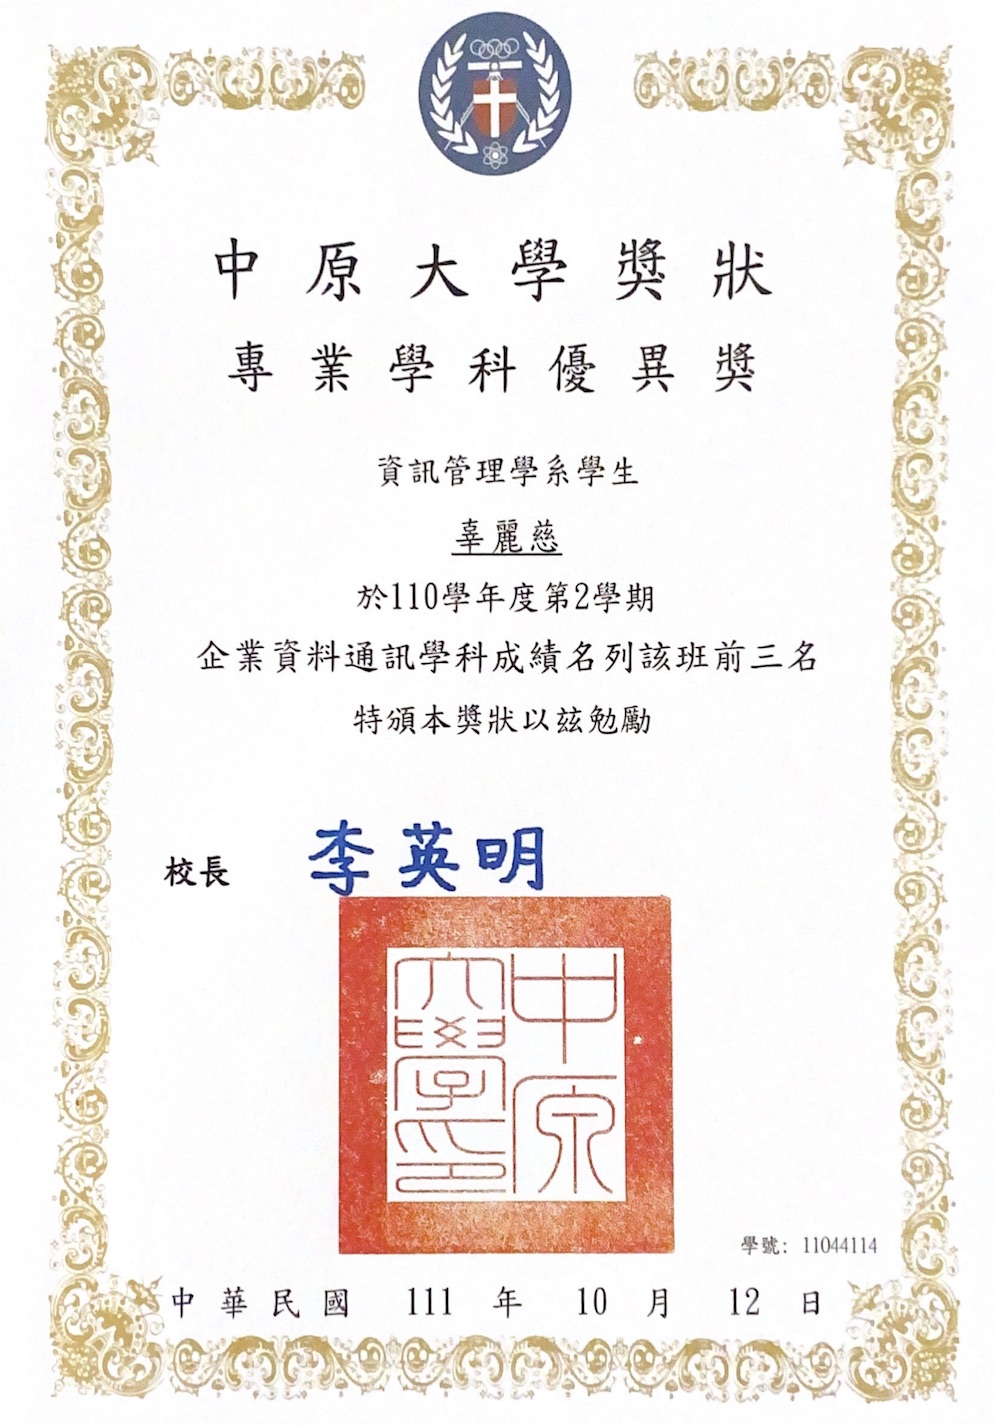 中原大學獎狀
專業學科優異獎
資訊管理學系學生
辜麗慈
於110學年度第2學期
企業資料通訊學科成績名列該班前三名
特頒本獎狀以茲勉勵
校長 李英明
中原
大學印
學號: 11044114
中華民國 111 年 10 月 12 日